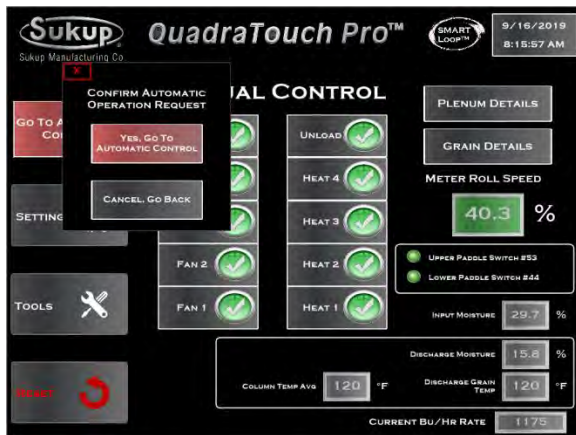 Sukup
Sukup Manufacturing Co
QuadraTouch Pro™
SMART
LOOP™
9/16/2019
8:15:57 AM
X
CONFIRM AUTOMATIC
OPERATION REQUEST
YES, GO TO
AUTOMATIC CONTROL
CANCEL, GO BACK
UAL CONTROL
GO TO A
CO
SETTING
TOOLS
RESET
FAN 2
FAN 1
UNLOAD
HEAT 4
HEAT 3
HEAT 2
HEAT 1
PLENUM DETAILS
GRAIN DETAILS
METER ROLL SPEED
40.3 %
UPPER PADDLE SWITCH #53
LOWER PADDLE SWITCH #44
INPUT MOISTURE 29.7 %
DISCHARGE MOISTURE 15.8 %
COLUMN TEMP AVG 120 °F
DISCHARGE GRAIN
TEMP 120 °F
CURRENT BU/HR RATE 1175